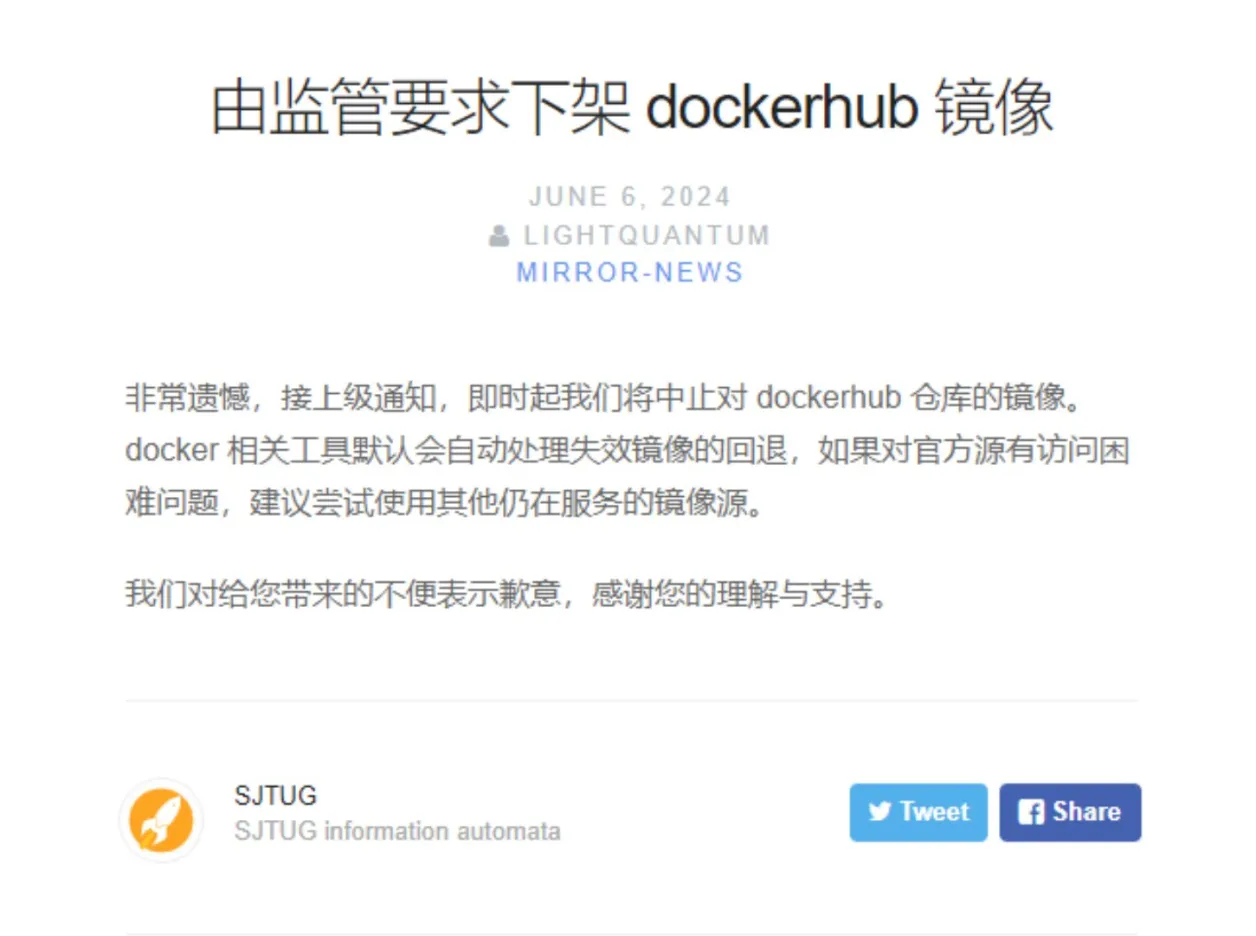 由监管要求下架 dockerhub 镜像
JUNE 6, 2024
LIGHTQUANTUM
MIRROR-NEWS
非常遗憾，接上级通知，即时起我们将中止对 dockerhub 仓库的镜像。
docker 相关工具默认会自动处理失效镜像的回退，如果对官方源有访问困
难问题，建议尝试使用其他仍在服务的镜像源。
我们对给您带来的不便表示歉意，感谢您的理解与支持。
SJTUG
SJTUG information automata
Tweet
Share